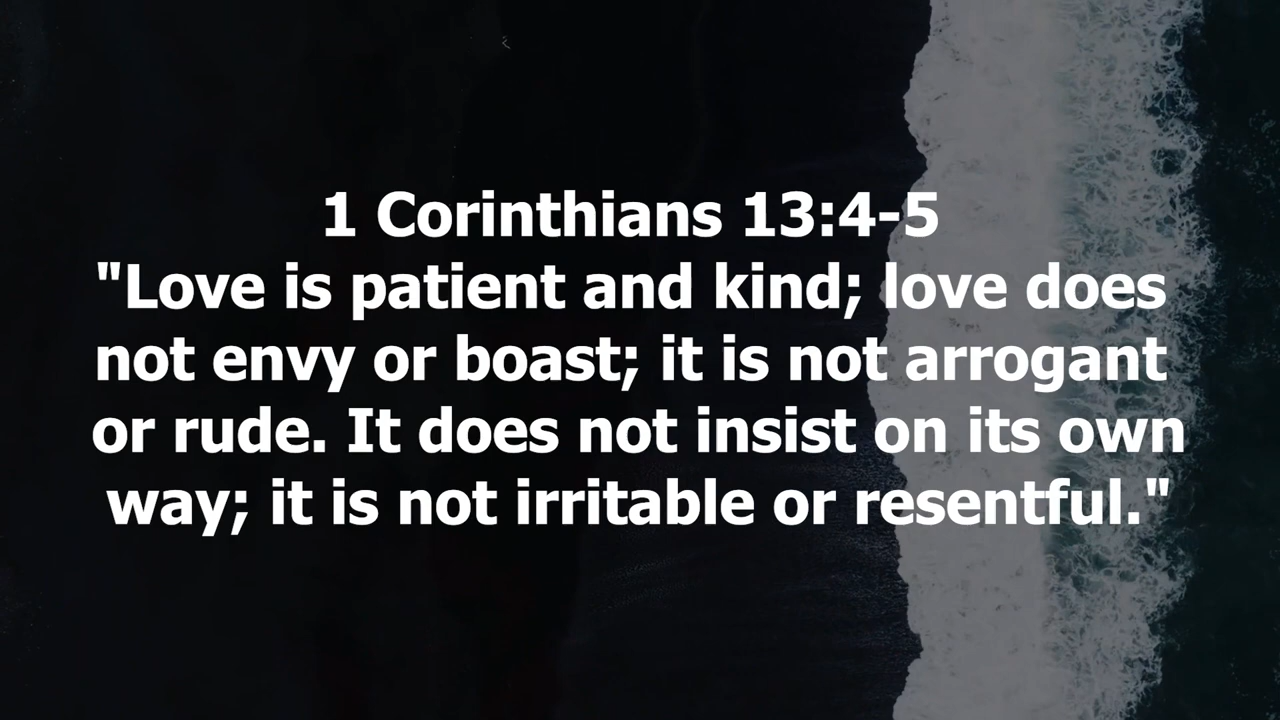 1 Corinthians 13:4-5
"Love is patient and kind; love does
not envy or boast; it is not arrogant
or rude. It does not insist on its own
way; it is not irritable or resentful."